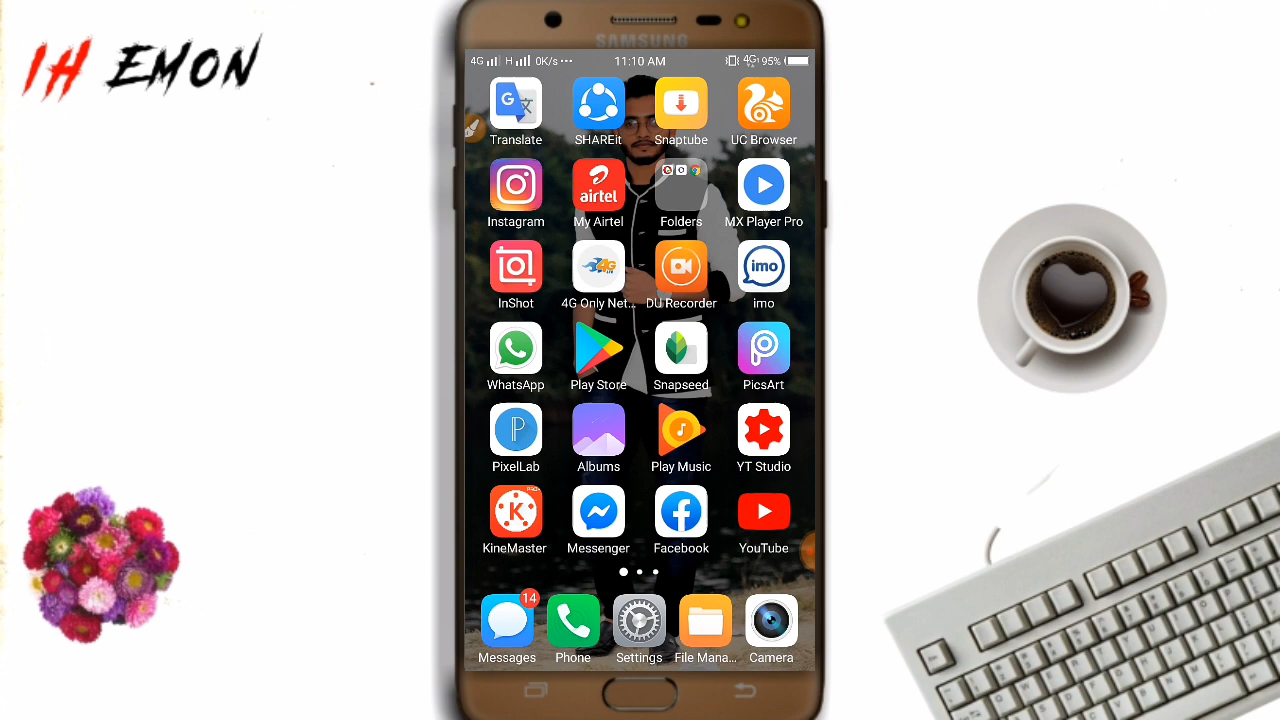 IH EMON
SAMSUNG
4G H 0K/s ... 11:10 AM 4G 95%
Translate SHAREit Snaptube UC Browser
airtel
Instagram My Airtel Folders MX Player Pro
4G imo
InShot 4G Only Net... DU Recorder imo
WhatsApp Play Store Snapseed PicsArt
PixelLab Albums Play Music YT Studio
K
KineMaster Messenger Facebook YouTube
14
Messages Phone Settings File Mana... Camera